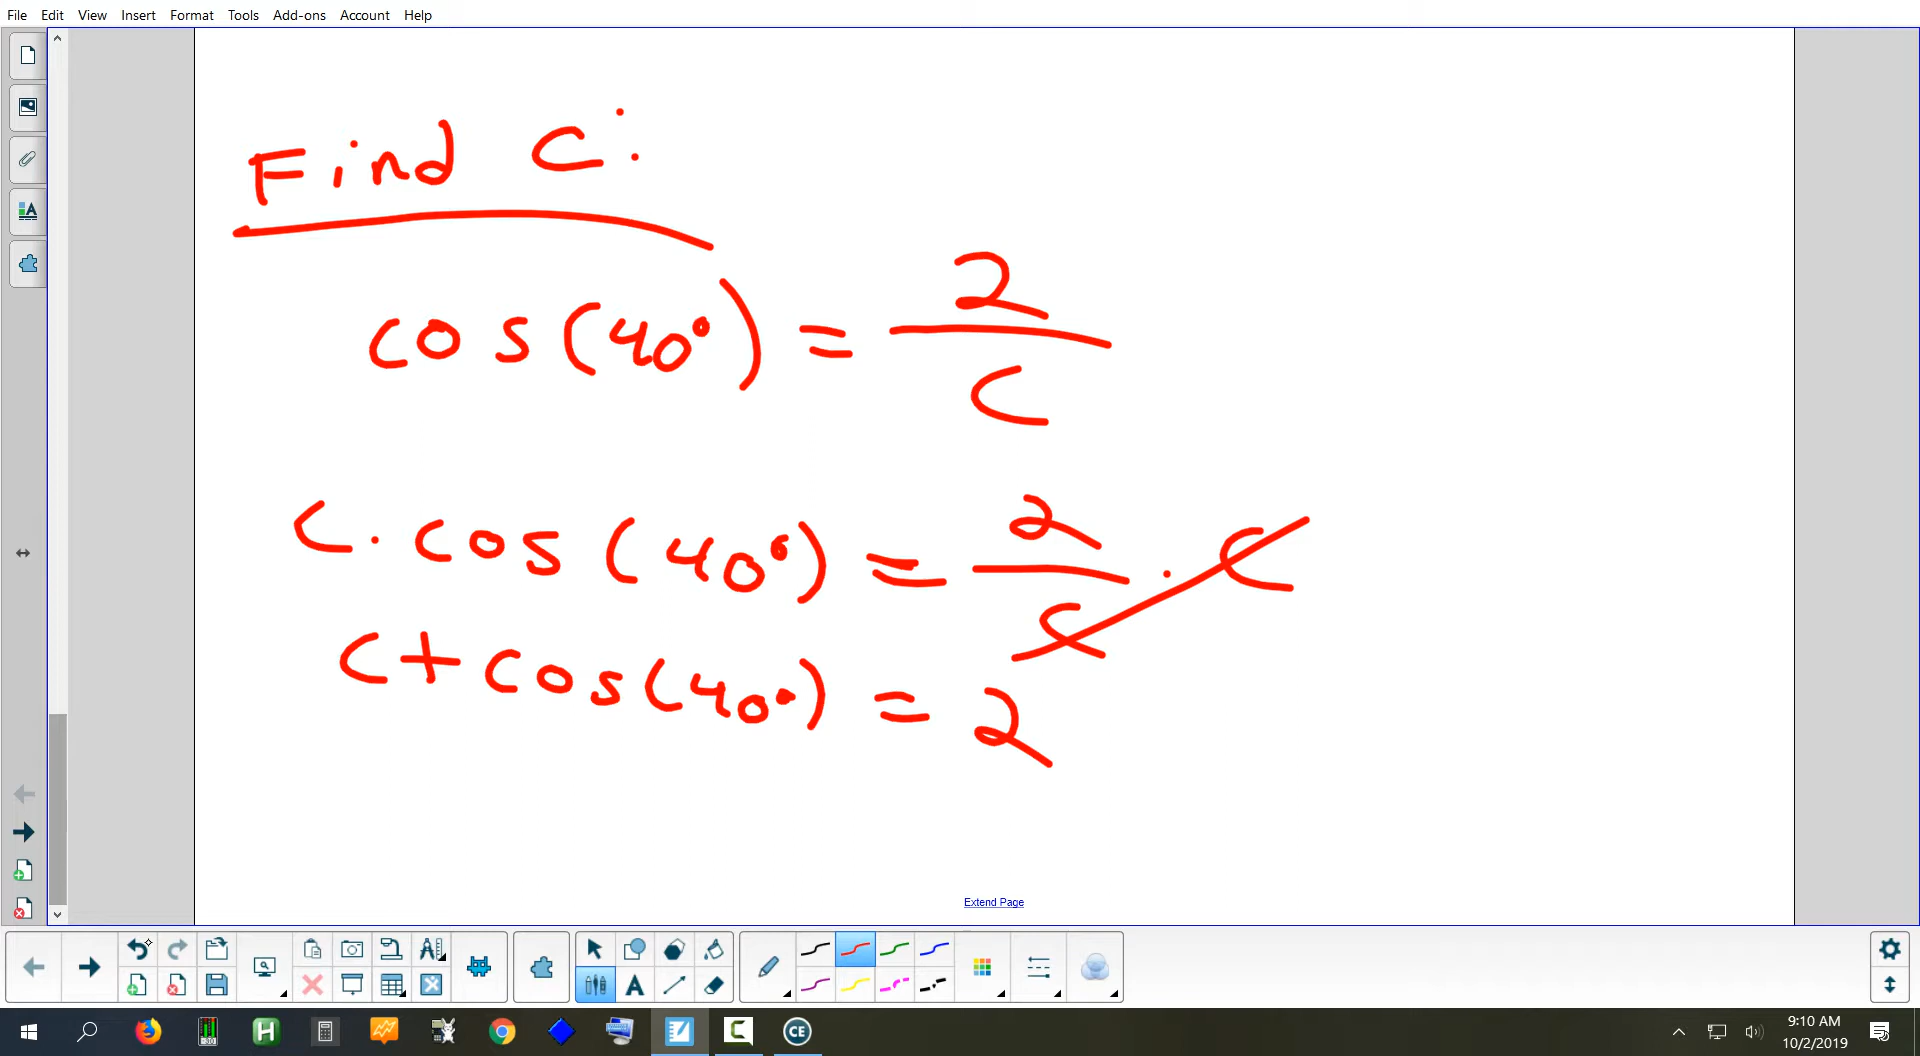 File Edit View Insert Format Tools Add-ons Account Help
Find C:
cos(40°) = 2/C
C · cos(40°) = 2/C · C
C + cos(40°) = 2
Extend Page
9:10 AM
10/2/2019